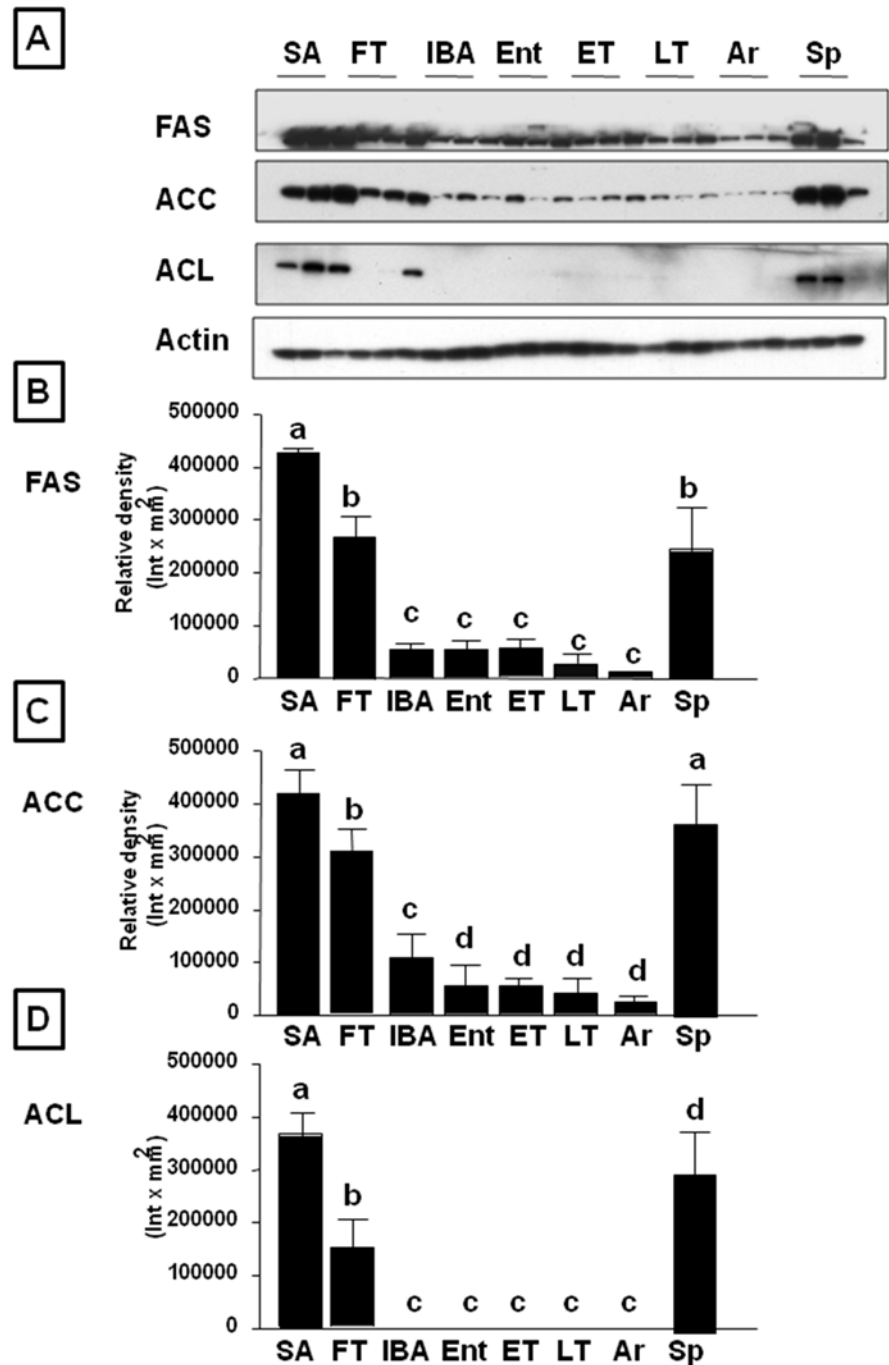 A
SA FT IBA Ent ET LT Ar Sp
FAS
ACC
ACL
Actin
B
FAS
Relative density
(Int x mm2)
500000
400000
300000
200000
100000
0
a b c c c c c b
SA FT IBA Ent ET LT Ar Sp
C
ACC
Relative density
(Int x mm2)
500000
400000
300000
200000
100000
0
a b c d d d d a
SA FT IBA Ent ET LT Ar Sp
D
ACL
(Int x mm2)
500000
400000
300000
200000
100000
0
a b c c c c c d
SA FT IBA Ent ET LT Ar Sp